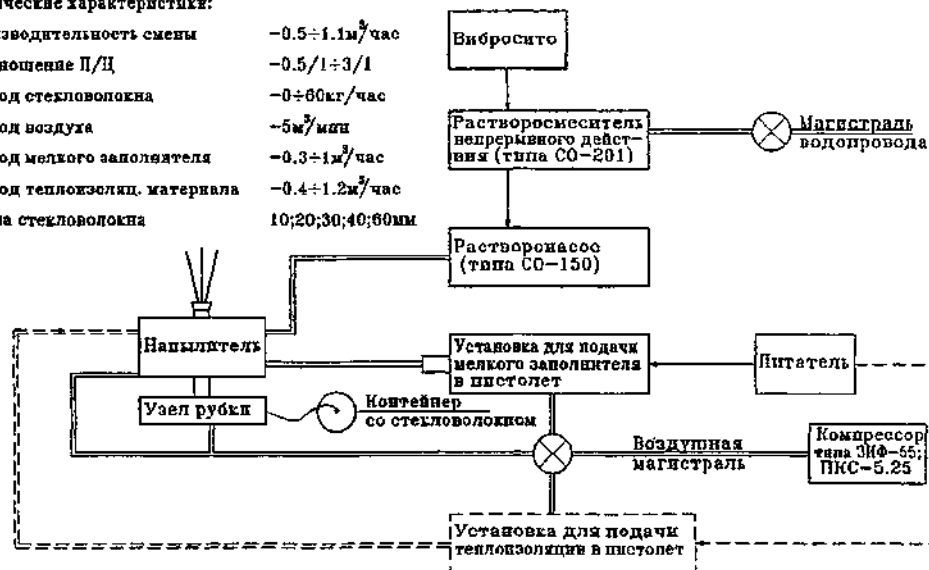 ические характеристики:
изводительность смены −0.5÷1.1м³/час
ношение П/Ц −0.5/1÷3/1
од стекловолокна −0÷60кг/час
од воздуха −5м³/мин
од мелкого заполнителя −0.3÷1м³/час
од теплоизоляц. материала −0.4÷1.2м³/час
на стекловолокна 10;20;30;40;60мм
Вибросито
Растворосмеситель
непрерывного дейст-
вия (типа СО−201)
Магистраль
водопровода
Растворонасос
(типа СО−150)
Напылитель
Установка для подачи
мелкого заполнителя
в пистолет
Питатель
Узел рубки
Контейнер
со стекловолокном
Воздушная
магистраль
Компрессор
типа ЗИФ−55;
ПКС−5.25
Установка для подачи
теплоизоляции в пистолет